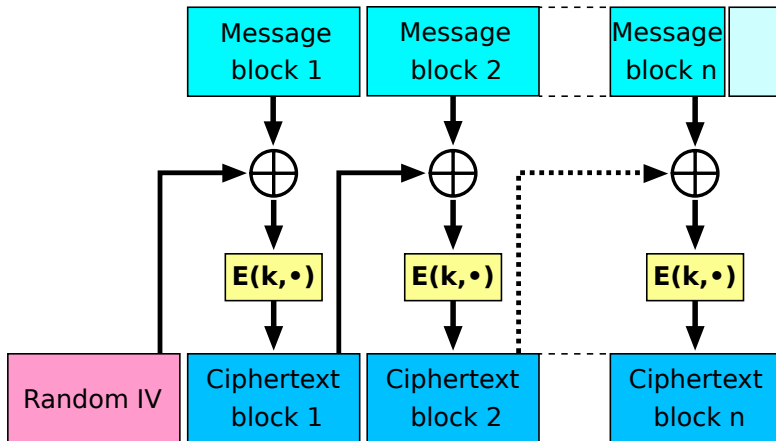 Message
block 1
Message
block 2
Message
block n
E(k,•)
E(k,•)
E(k,•)
Random IV
Ciphertext
block 1
Ciphertext
block 2
Ciphertext
block n